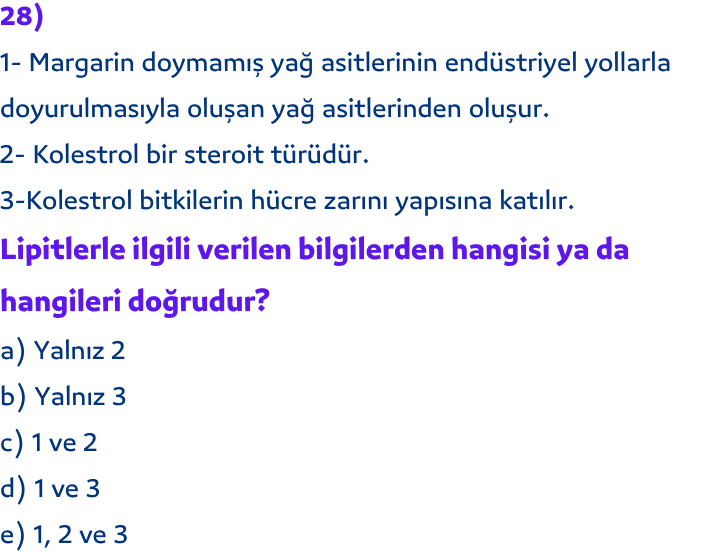 28)
1- Margarin doymamış yağ asitlerinin endüstriyel yollarla
doyurulmasıyla oluşan yağ asitlerinden oluşur.
2- Kolestrol bir steroit türüdür.
3-Kolestrol bitkilerin hücre zarını yapısına katılır.
Lipitlerle ilgili verilen bilgilerden hangisi ya da
hangileri doğrudur?
a) Yalnız 2
b) Yalnız 3
c) 1 ve 2
d) 1 ve 3
e) 1, 2 ve 3